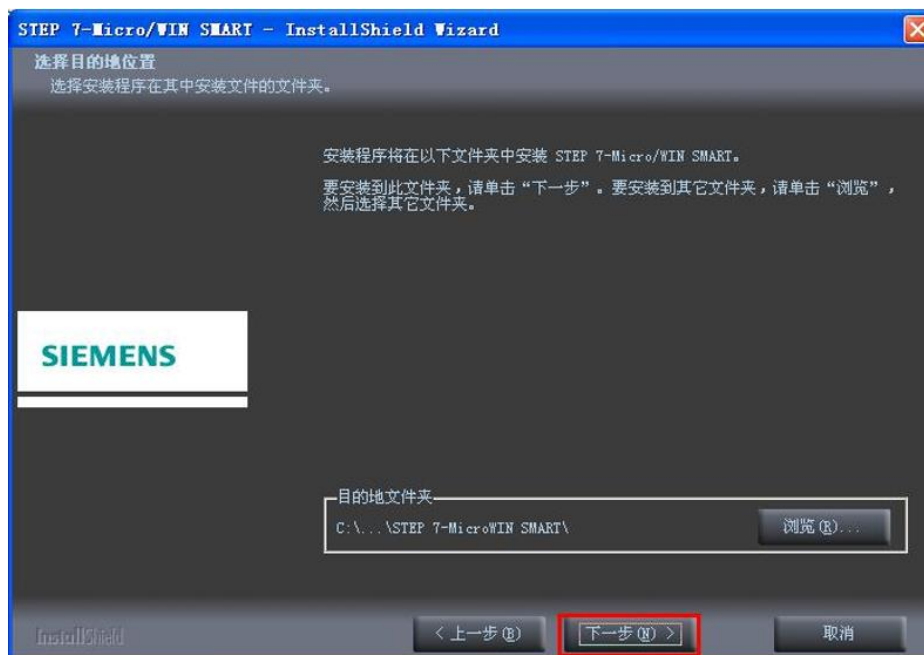 STEP 7-Micro/WIN SMART - InstallShield Wizard
选择目的地位置
选择安装程序在其中安装文件的文件夹。
安装程序将在以下文件夹中安装 STEP 7-Micro/WIN SMART。
要安装到此文件夹，请单击“下一步”。要安装到其它文件夹，请单击“浏览”，
然后选择其它文件夹。
SIEMENS
目的地文件夹
C:\...\STEP 7-MicroWIN SMART\
浏览(R)...
InstallShield
< 上一步(B)
下一步(N) >
取消